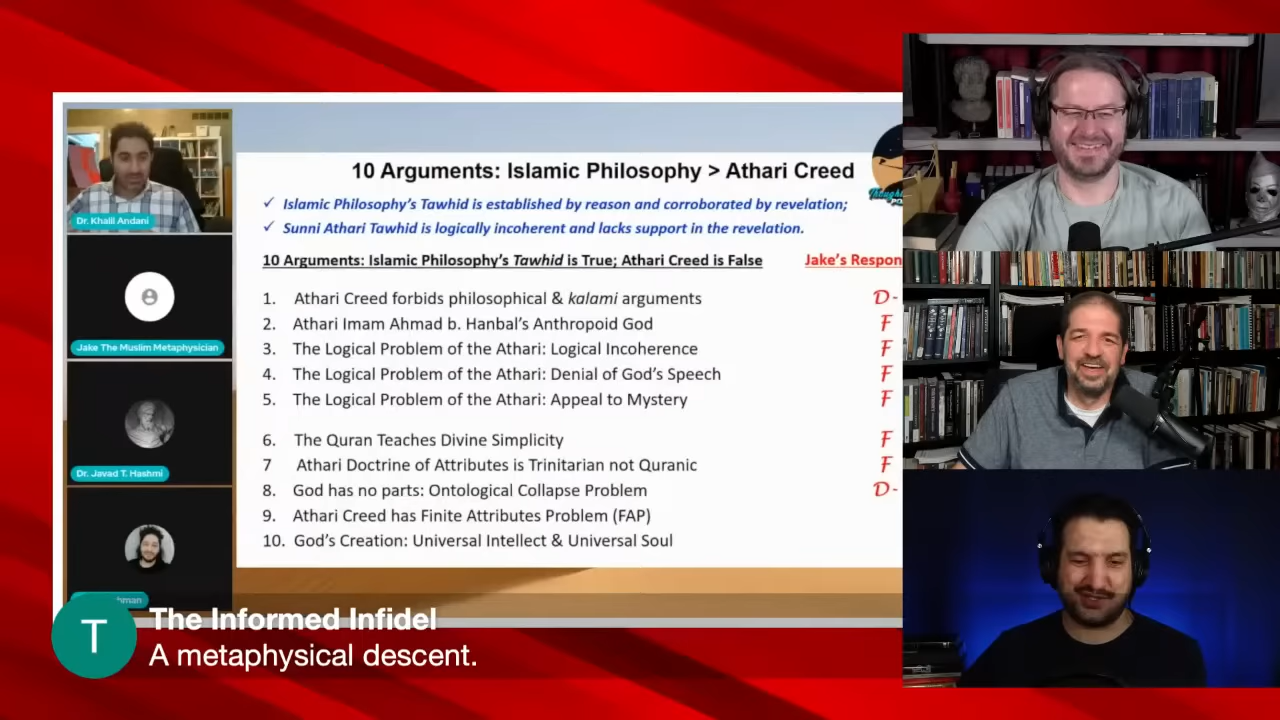 10 Arguments: Islamic Philosophy > Athari Creed
✓ Islamic Philosophy's Tawhid is established by reason and corroborated by revelation;
✓ Sunni Athari Tawhid is logically incoherent and lacks support in the revelation.
10 Arguments: Islamic Philosophy's Tawhid is True; Athari Creed is False Jake's Respon
1. Athari Creed forbids philosophical & kalami arguments D-
2. Athari Imam Ahmad b. Hanbal's Anthropoid God F
3. The Logical Problem of the Athari: Logical Incoherence F
4. The Logical Problem of the Athari: Denial of God's Speech F
5. The Logical Problem of the Athari: Appeal to Mystery F
6. The Quran Teaches Divine Simplicity F
7 Athari Doctrine of Attributes is Trinitarian not Quranic F
8. God has no parts: Ontological Collapse Problem D-
9. Athari Creed has Finite Attributes Problem (FAP)
10. God's Creation: Universal Intellect & Universal Soul
Dr. Khalil Andani
Jake The Muslim Metaphysician
Dr. Javad T. Hashmi
T
The Informed Infidel
A metaphysical descent.